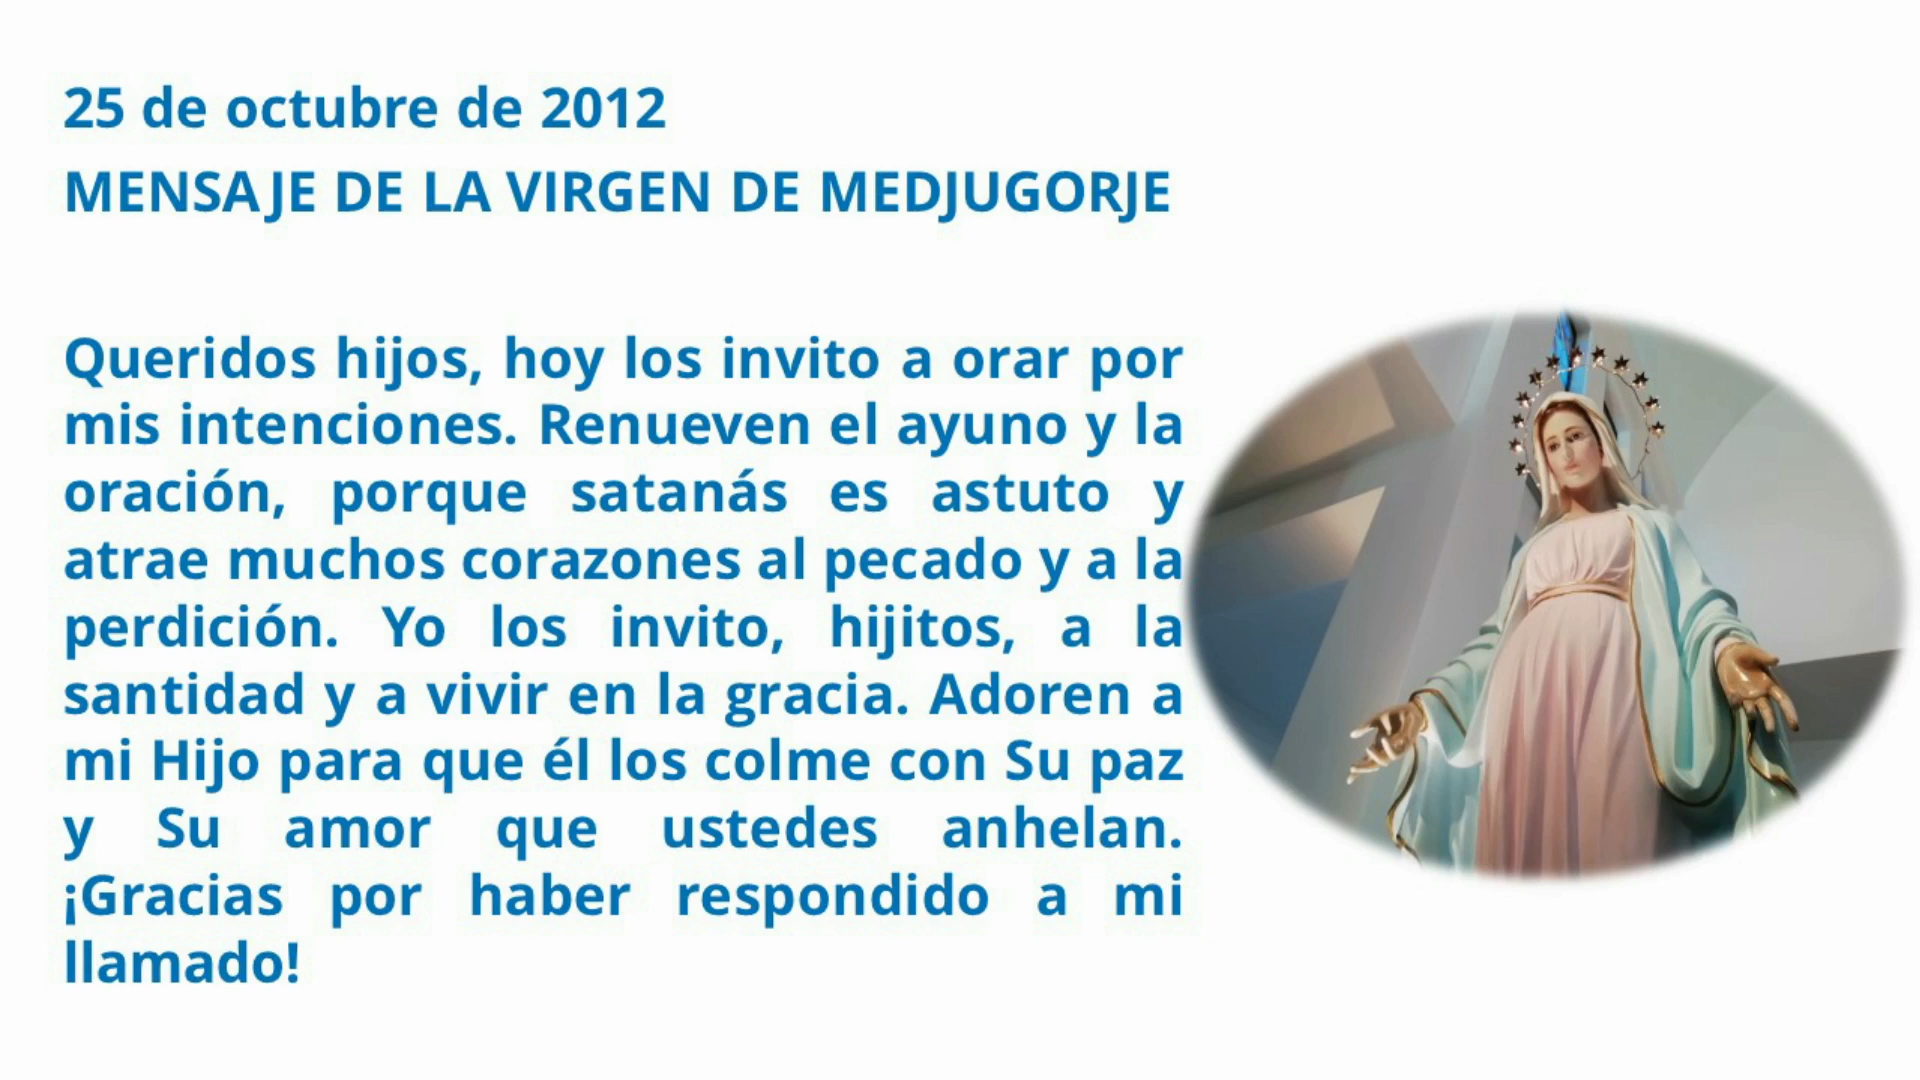 25 de octubre de 2012
MENSAJE DE LA VIRGEN DE MEDJUGORJE
Queridos hijos, hoy los invito a orar por
mis intenciones. Renueven el ayuno y la
oración, porque satanás es astuto y
atrae muchos corazones al pecado y a la
perdición. Yo los invito, hijitos, a la
santidad y a vivir en la gracia. Adoren a
mi Hijo para que él los colme con Su paz
y Su amor que ustedes anhelan.
¡Gracias por haber respondido a mi
llamado!